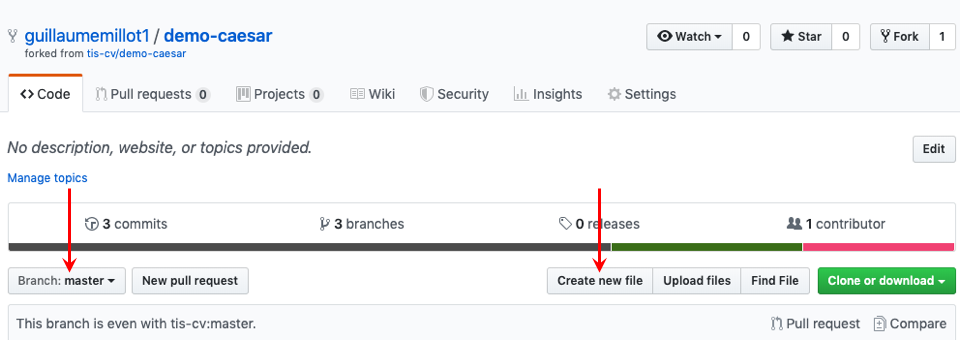 guillaumemillot1 / demo-caesar
Watch 0 Star 0 Fork 1
forked from tis-cv/demo-caesar
Code Pull requests 0 Projects 0 Wiki Security Insights Settings
No description, website, or topics provided. Edit
Manage topics
3 commits 3 branches 0 releases 1 contributor
Branch: master New pull request Create new file Upload files Find File Clone or download
This branch is even with tis-cv:master. Pull request Compare